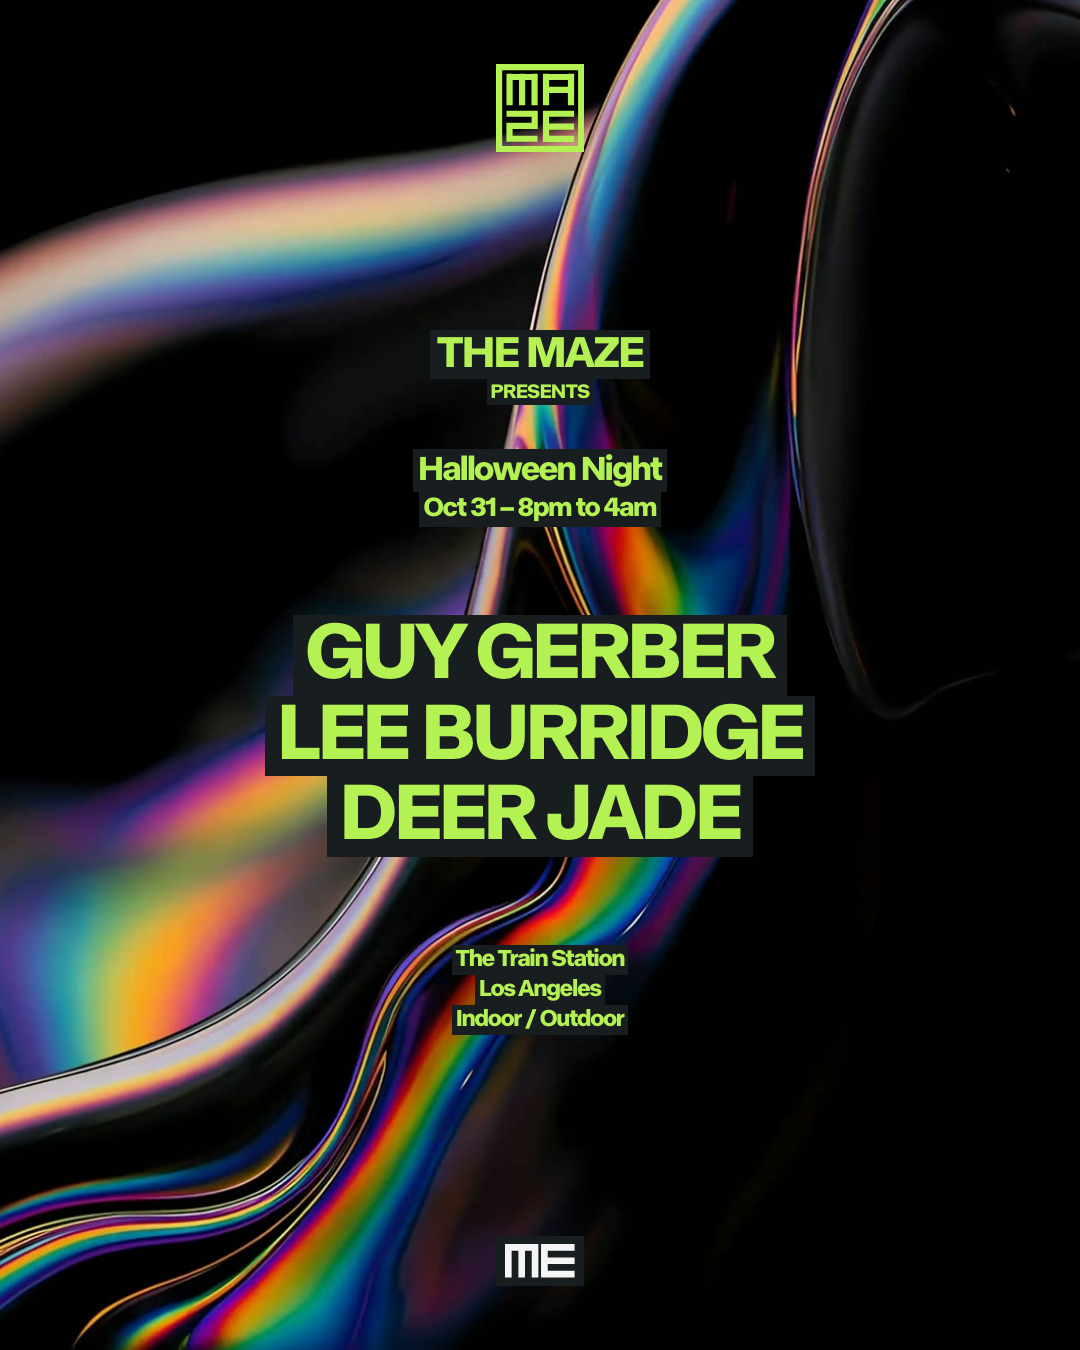 MA
ZE
THE MAZE
PRESENTS
Halloween Night
Oct 31 – 8pm to 4am
GUY GERBER
LEE BURRIDGE
DEER JADE
The Train Station
Los Angeles
Indoor / Outdoor
ME